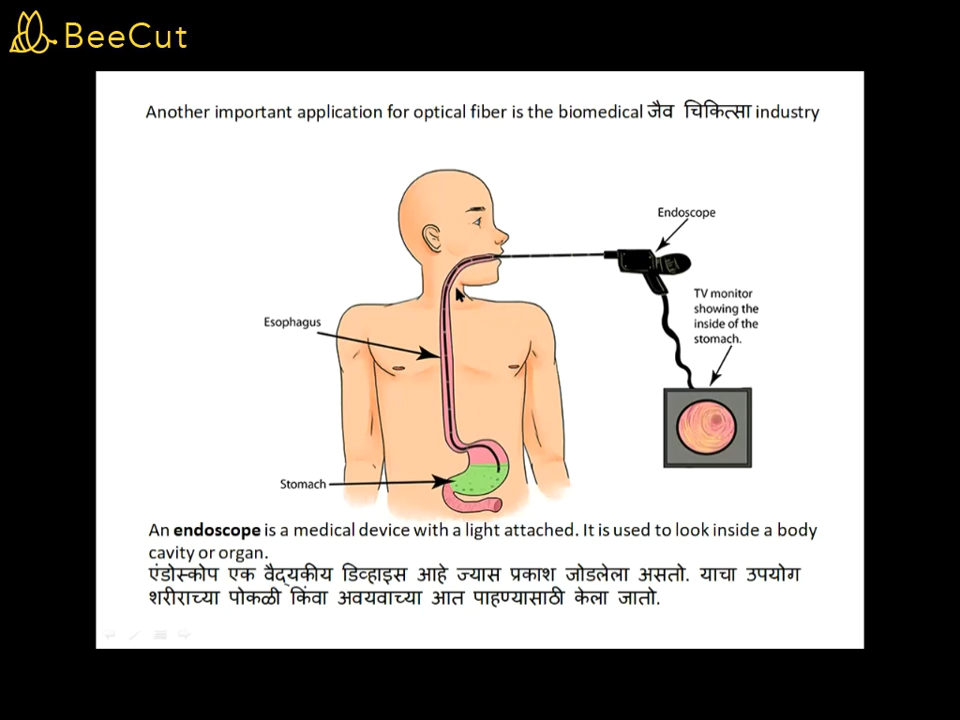 BeeCut
Another important application for optical fiber is the biomedical जैव चिकित्सा industry
Endoscope
TV monitor
showing the
inside of the
stomach.
Esophagus
Stomach
An endoscope is a medical device with a light attached. It is used to look inside a body
cavity or organ.
एंडोस्कोप एक वैद्यकीय डिव्हाइस आहे ज्यास प्रकाश जोडलेला असतो. याचा उपयोग
शरीराच्या पोकळी किंवा अवयवाच्या आत पाहण्यासाठी केला जातो.